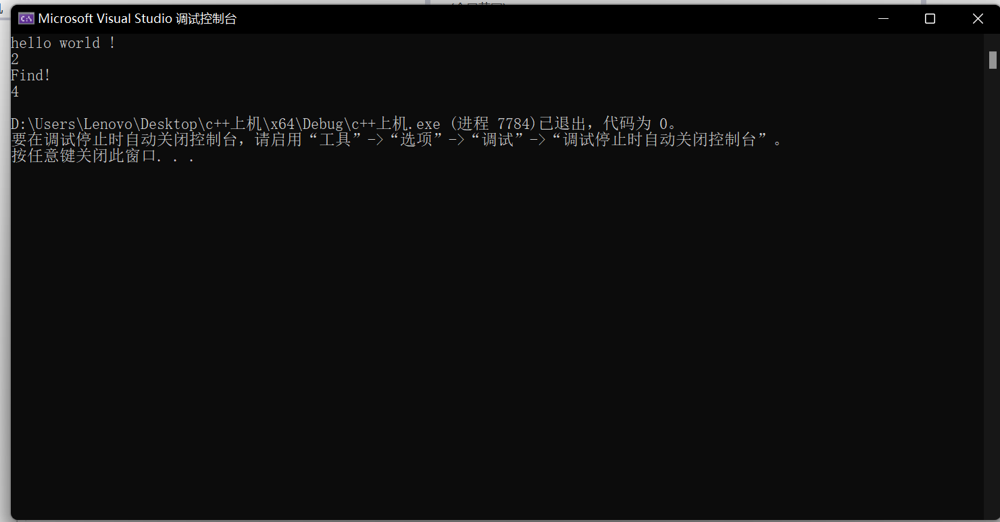 Microsoft Visual Studio 调试控制台
hello world !
2
Find!
4
D:\Users\Lenovo\Desktop\c++上机\x64\Debug\c++上机.exe (进程 7784)已退出，代码为 0。
要在调试停止时自动关闭控制台，请启用“工具”->“选项”->“调试”->“调试停止时自动关闭控制台”。
按任意键关闭此窗口. . .